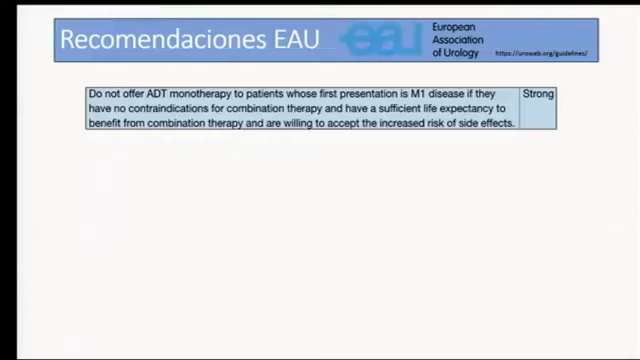 Recomendaciones EAU
eau
European
Association
of Urology
https://uroweb.org/guidelines/
Do not offer ADT monotherapy to patients whose first presentation is M1 disease if they
have no contraindications for combination therapy and have a sufficient life expectancy to
benefit from combination therapy and are willing to accept the increased risk of side effects.
Strong